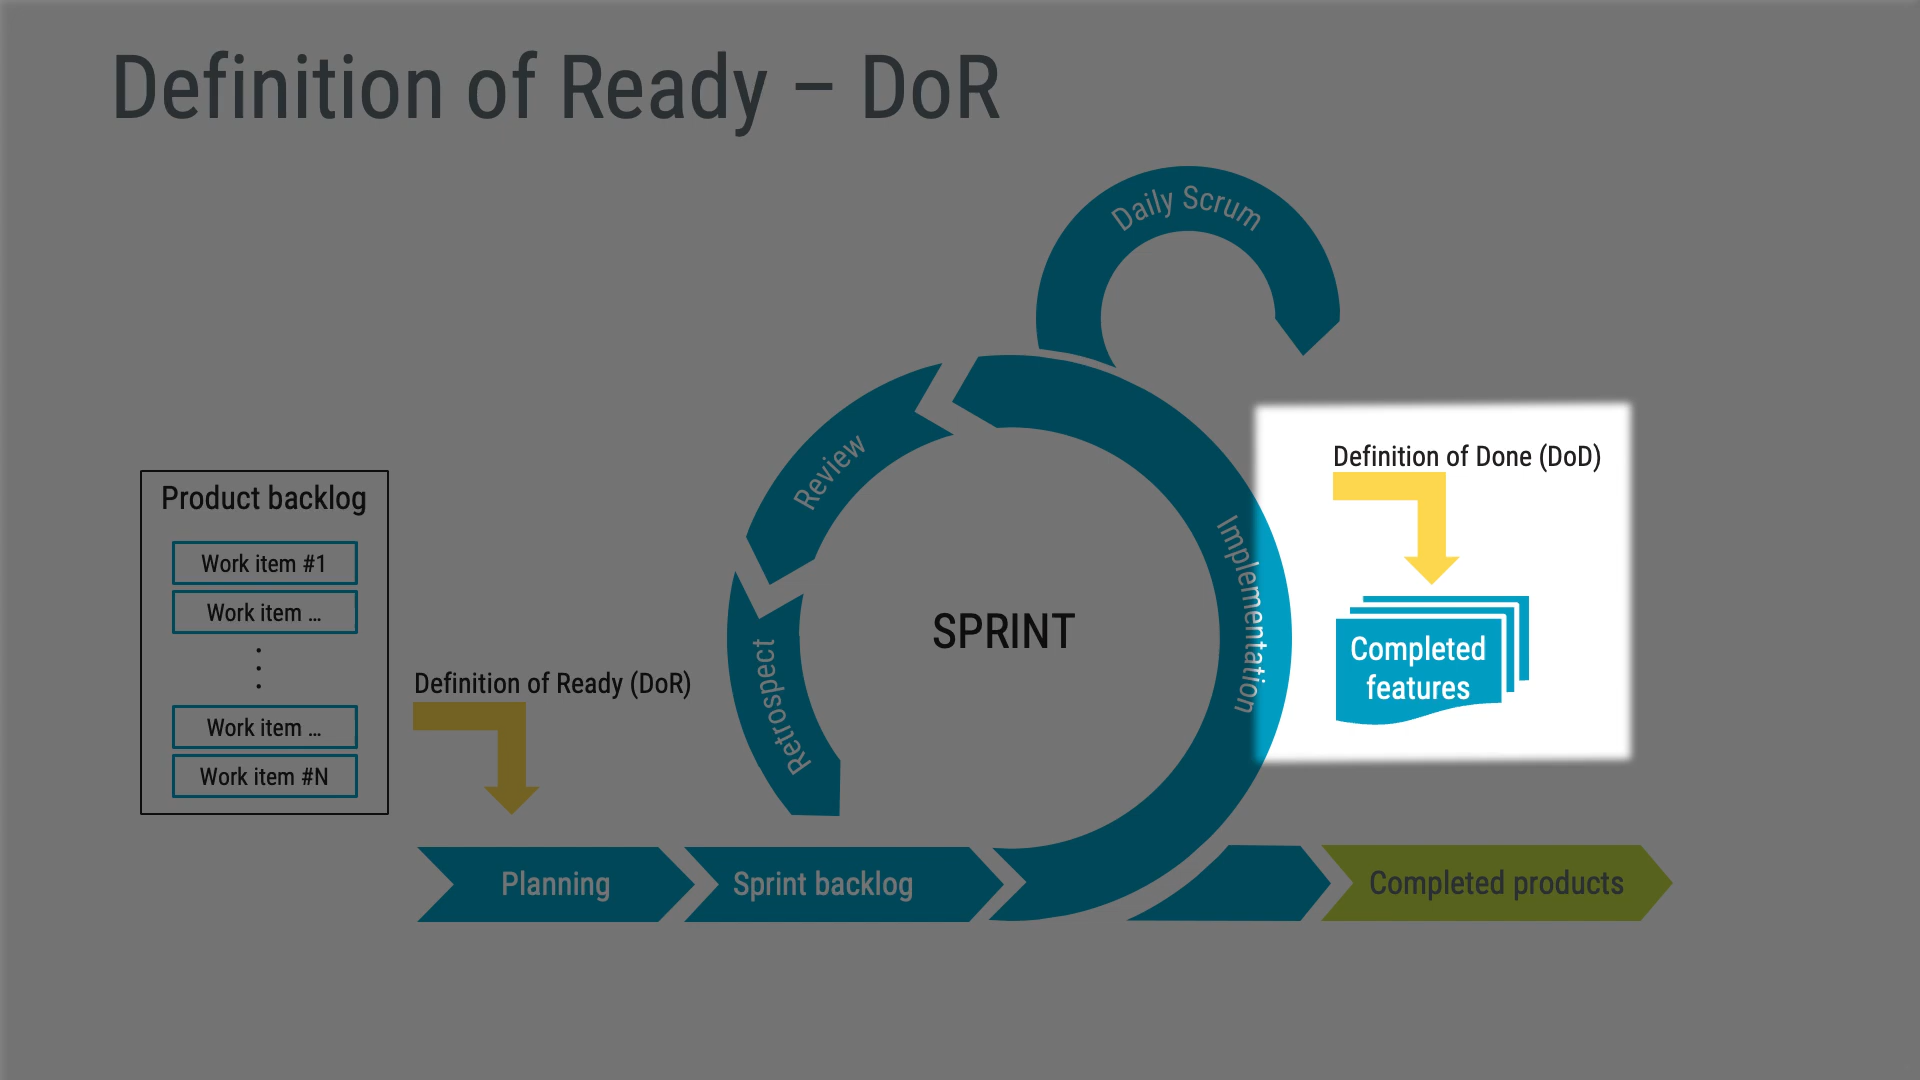 Definition of Ready – DoR
Daily Scrum
Review
Implementation
Retrospect
SPRINT
Product backlog
Work item #1
Work item ...
Work item ...
Work item #N
Definition of Ready (DoR)
Definition of Done (DoD)
Completed
features
Planning
Sprint backlog
Completed products